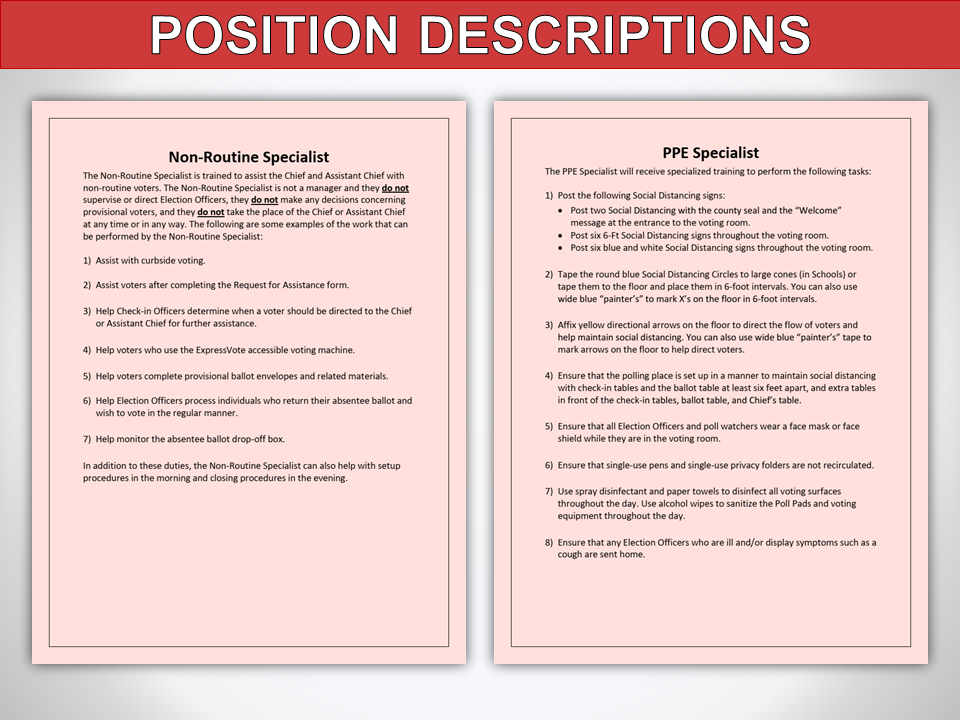 POSITION DESCRIPTIONS
Non-Routine Specialist
The Non-Routine Specialist is trained to assist the Chief and Assistant Chief with
non-routine voters. The Non-Routine Specialist is not a manager and they do not
supervise or direct Election Officers, they do not make any decisions concerning
provisional voters, and they do not take the place of the Chief or Assistant Chief
at any time or in any way. The following are some examples of the work that can
be performed by the Non-Routine Specialist:
1) Assist with curbside voting.
2) Assist voters after completing the Request for Assistance form.
3) Help Check-in Officers determine when a voter should be directed to the Chief
or Assistant Chief for further assistance.
4) Help voters who use the ExpressVote accessible voting machine.
5) Help voters complete provisional ballot envelopes and related materials.
6) Help Election Officers process individuals who return their absentee ballot and
wish to vote in the regular manner.
7) Help monitor the absentee ballot drop-off box.
In addition to these duties, the Non-Routine Specialist can also help with setup
procedures in the morning and closing procedures in the evening.
PPE Specialist
The PPE Specialist will receive specialized training to perform the following tasks:
1) Post the following Social Distancing signs:
• Post two Social Distancing with the county seal and the “Welcome”
message at the entrance to the voting room.
• Post six 6-Ft Social Distancing signs throughout the voting room.
• Post six blue and white Social Distancing signs throughout the voting room.
2) Tape the round blue Social Distancing Circles to large cones (in Schools) or
tape them to the floor and place them in 6-foot intervals. You can also use
wide blue “painter’s” to mark X’s on the floor in 6-foot intervals.
3) Affix yellow directional arrows on the floor to direct the flow of voters and
help maintain social distancing. You can also use wide blue “painter’s” tape to
mark arrows on the floor to help direct voters.
4) Ensure that the polling place is set up in a manner to maintain social distancing
with check-in tables and the ballot table at least six feet apart, and extra tables
in front of the check-in tables, ballot table, and Chief’s table.
5) Ensure that all Election Officers and poll watchers wear a face mask or face
shield while they are in the voting room.
6) Ensure that single-use pens and single-use privacy folders are not recirculated.
7) Use spray disinfectant and paper towels to disinfect all voting surfaces
throughout the day. Use alcohol wipes to sanitize the Poll Pads and voting
equipment throughout the day.
8) Ensure that any Election Officers who are ill and/or display symptoms such as a
cough are sent home.